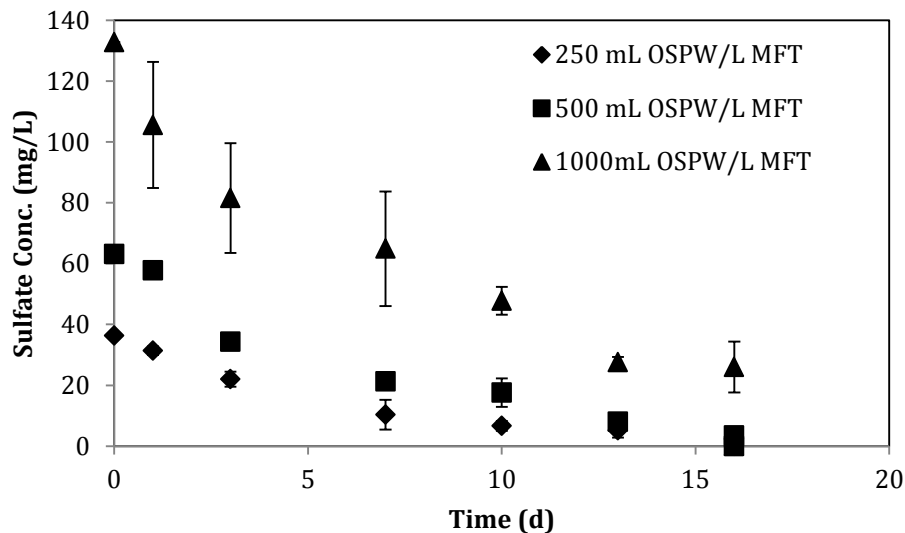 140
120
100
80
60
40
20
0
Sulfate Conc. (mg/L)
250 mL OSPW/L MFT
500 mL OSPW/L MFT
1000mL OSPW/L MFT
0 5 10 15 20
Time (d)